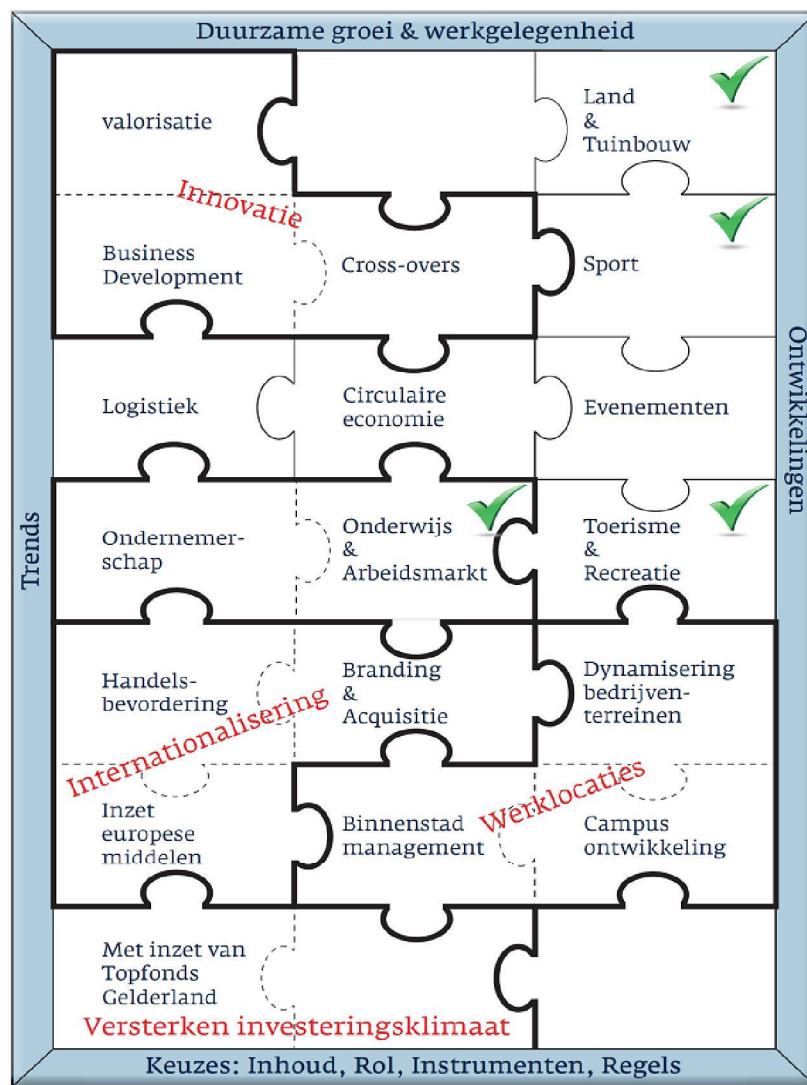 Duurzame groei & werkgelegenheid
valorisatie
Land
&
Tuinbouw
Innovatie
Business
Development
Cross-overs
Sport
Logistiek
Circulaire
economie
Evenementen
Ontwikkelingen
Trends
Ondernemer-
schap
Onderwijs
&
Arbeidsmarkt
Toerisme
&
Recreatie
Handels-
bevordering
Branding
&
Acquisitie
Dynamisering
bedrijven-
terreinen
Internationalisering
Werklocaties
Inzet
europese
middelen
Binnenstad
management
Campus
ontwikkeling
Met inzet van
Topfonds
Gelderland
Versterken investeringsklimaat
Keuzes: Inhoud, Rol, Instrumenten, Regels